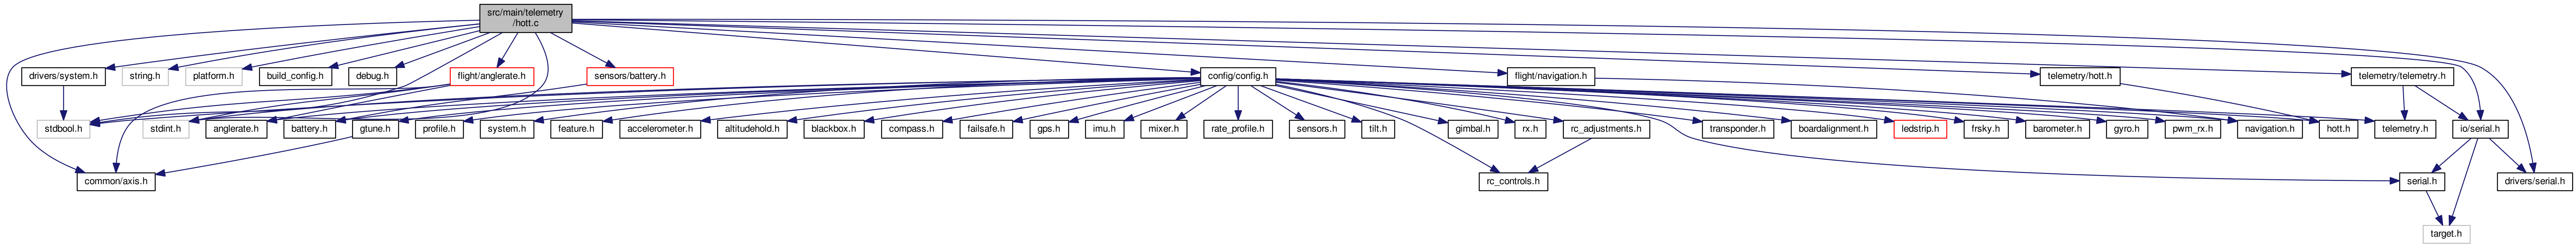 src/main/telemetry
/hott.c
drivers/system.h
string.h
platform.h
build_config.h
debug.h
flight/anglerate.h
sensors/battery.h
config/config.h
flight/navigation.h
telemetry/hott.h
telemetry/telemetry.h
stdbool.h
stdint.h
anglerate.h
battery.h
gtune.h
profile.h
system.h
feature.h
accelerometer.h
altitudehold.h
blackbox.h
compass.h
failsafe.h
gps.h
imu.h
mixer.h
rate_profile.h
sensors.h
tilt.h
gimbal.h
rx.h
rc_adjustments.h
transponder.h
boardalignment.h
ledstrip.h
frsky.h
barometer.h
gyro.h
pwm_rx.h
navigation.h
hott.h
telemetry.h
io/serial.h
common/axis.h
rc_controls.h
serial.h
drivers/serial.h
target.h